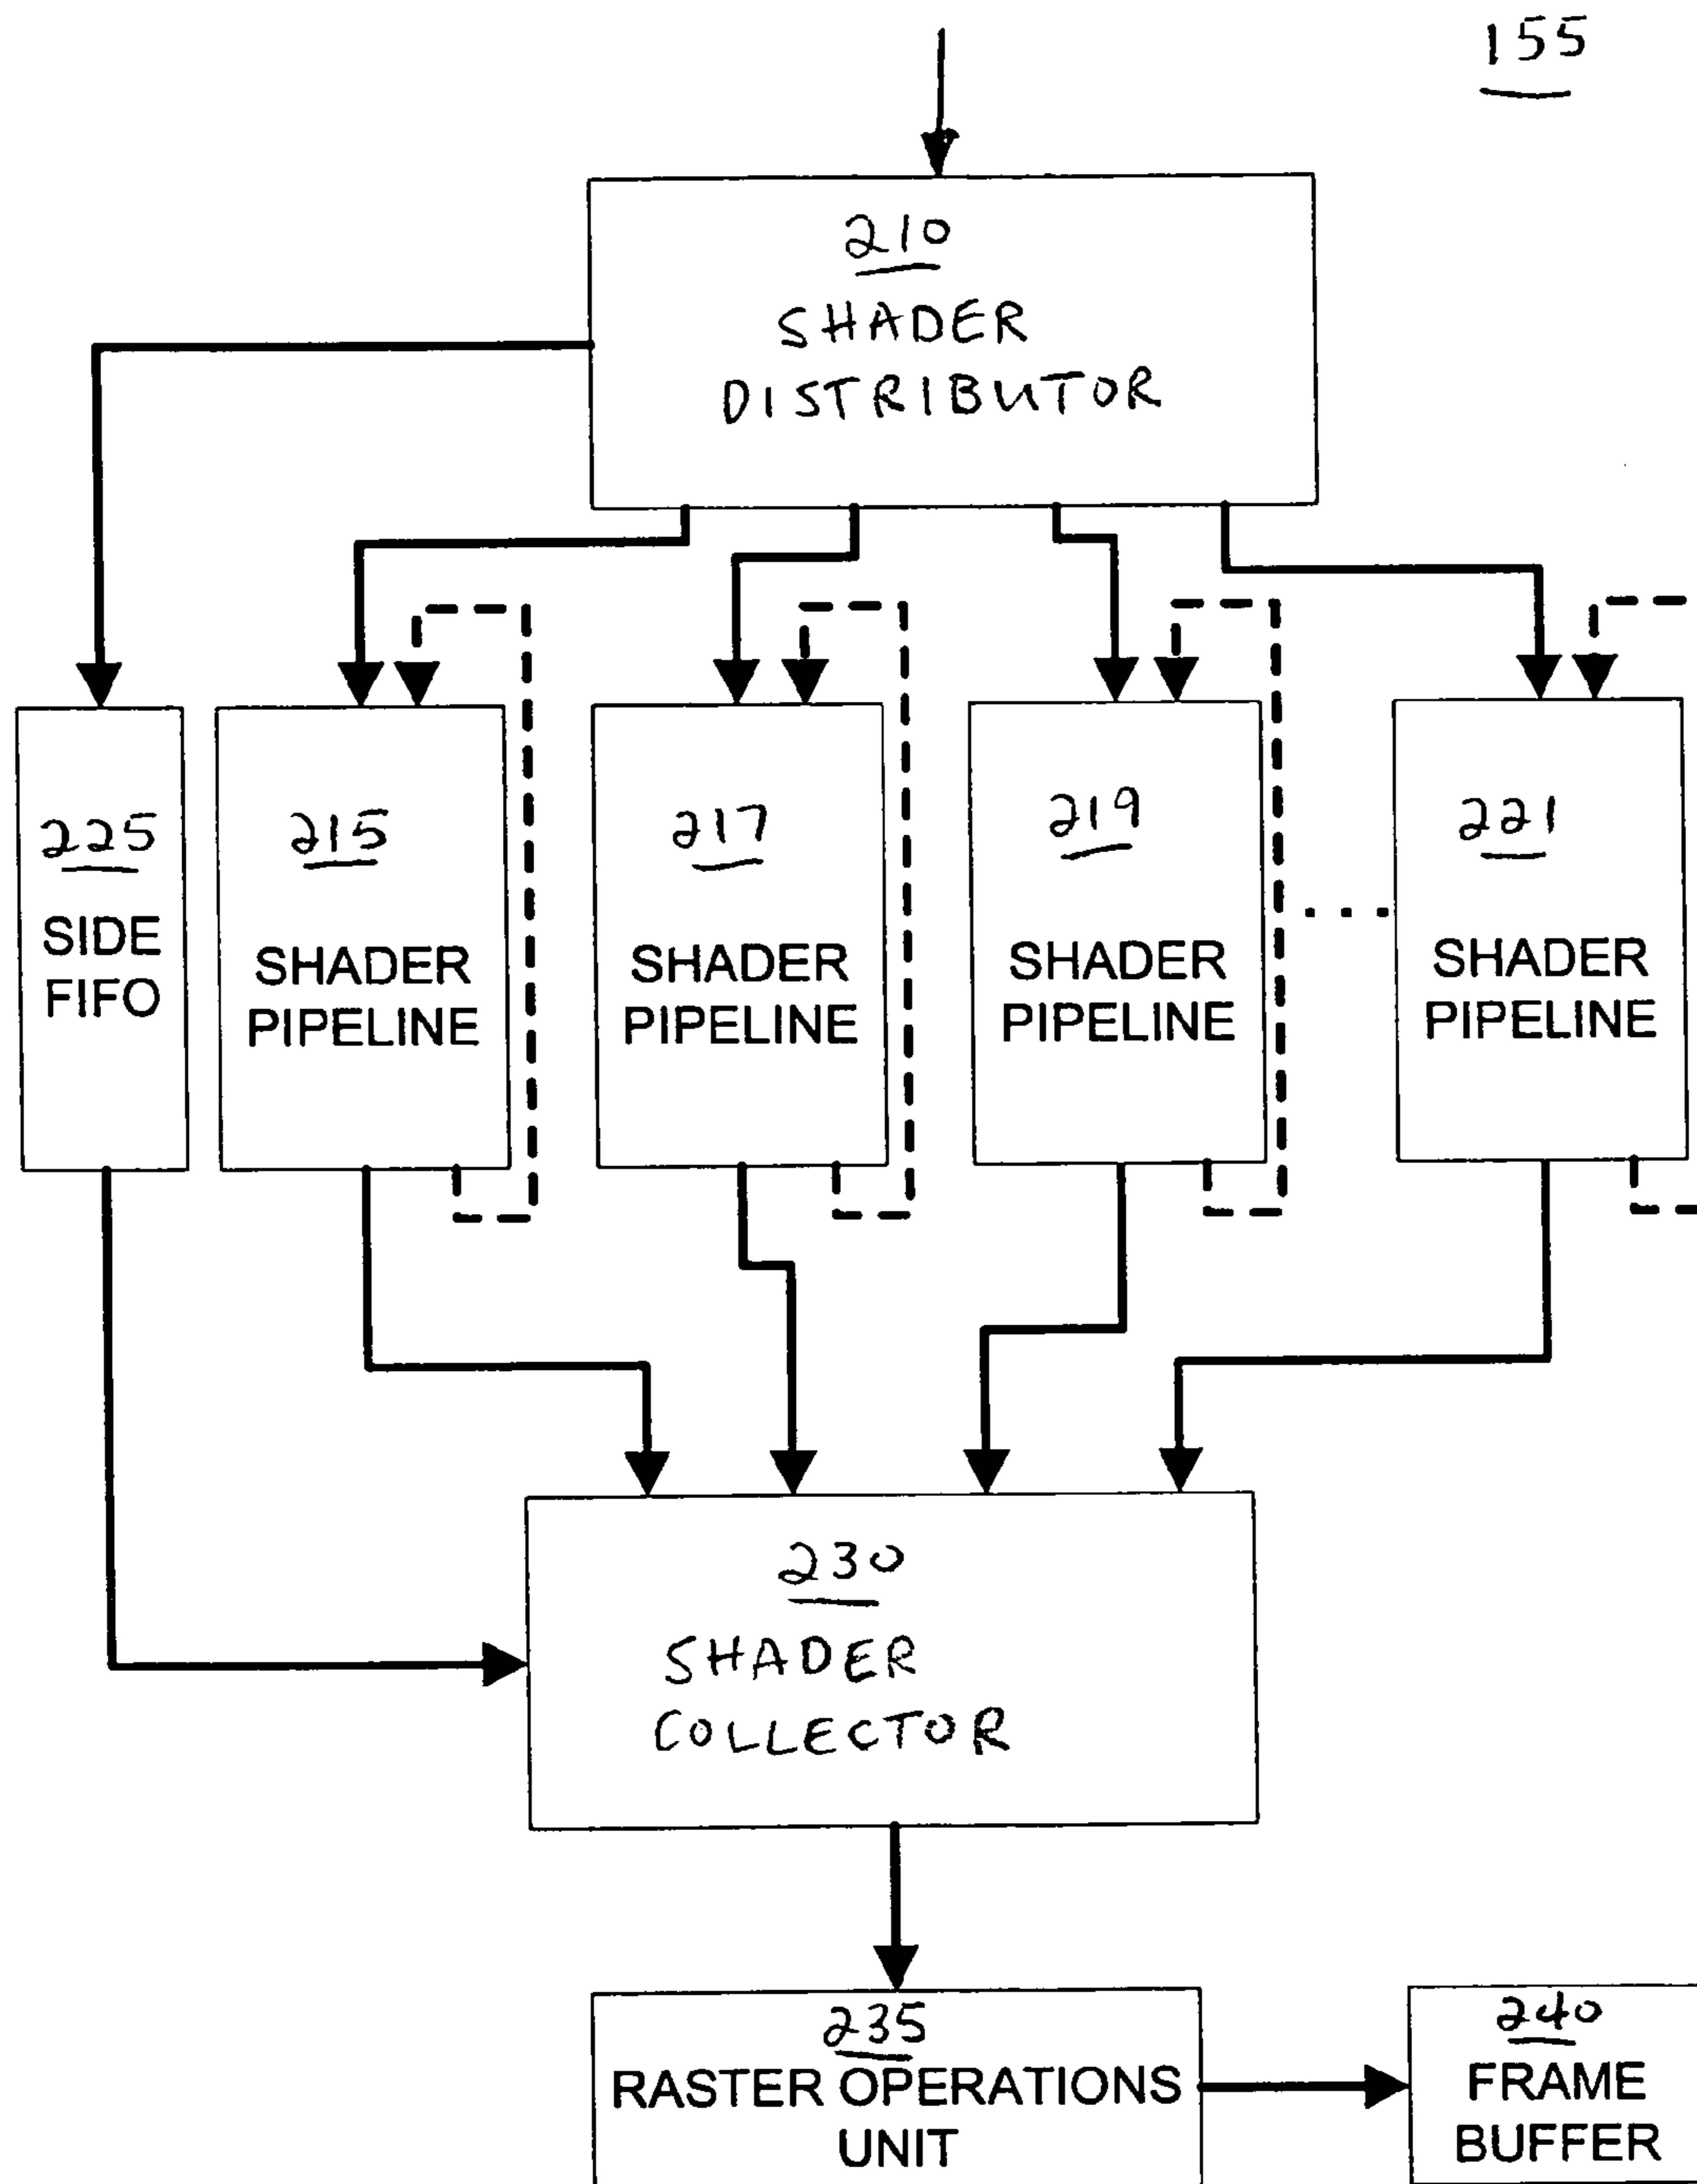 155
210
SHADER
DISTRIBUTOR
225
SIDE
FIFO
215
SHADER
PIPELINE
217
SHADER
PIPELINE
219
SHADER
PIPELINE
...
221
SHADER
PIPELINE
230
SHADER
COLLECTOR
235
RASTER OPERATIONS
UNIT
240
FRAME
BUFFER